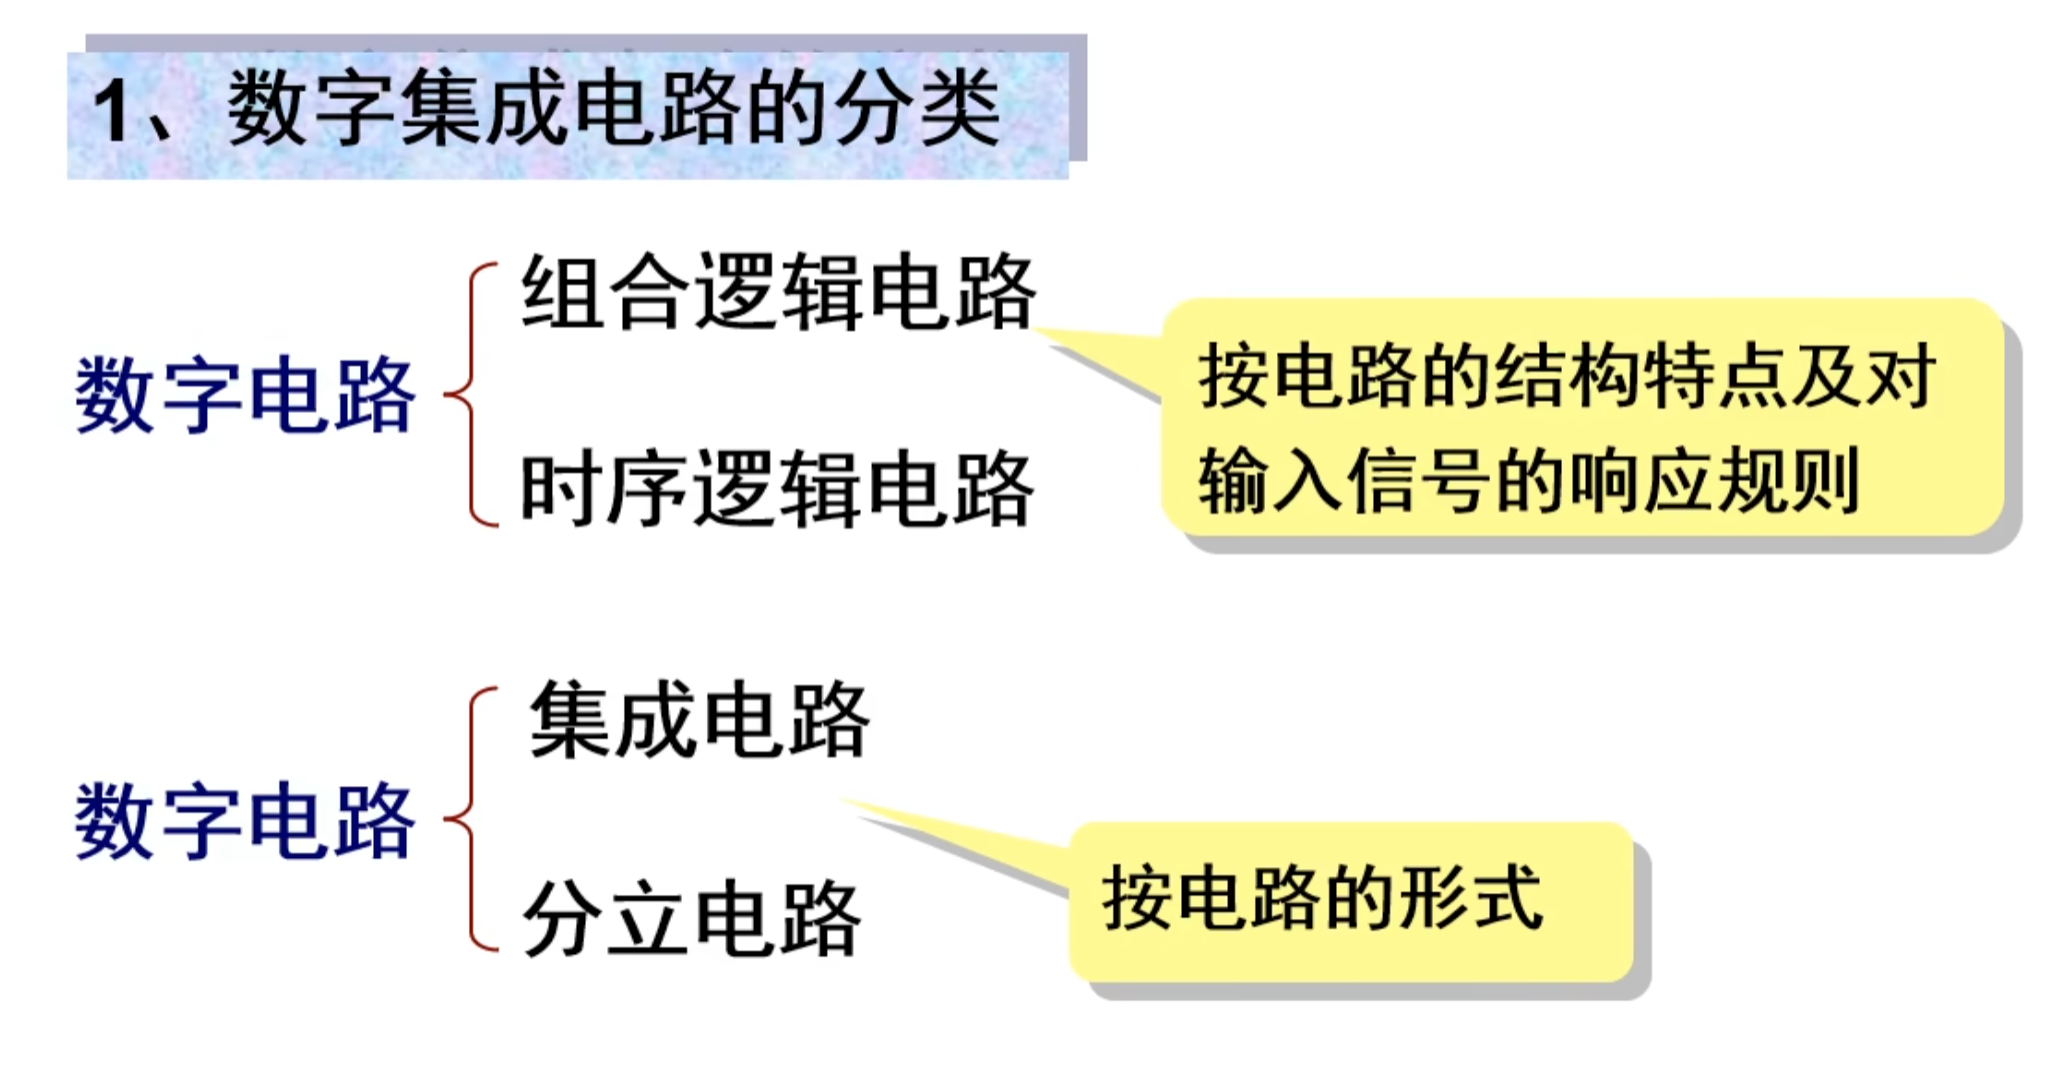 1、数字集成电路的分类
组合逻辑电路
数字电路
时序逻辑电路
按电路的结构特点及对
输入信号的响应规则
集成电路
数字电路
分立电路
按电路的形式